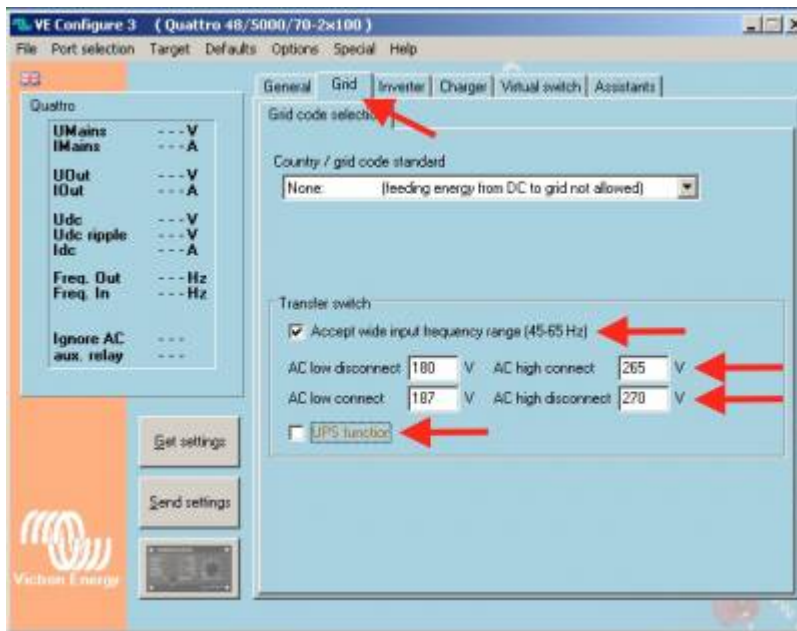 VE Configure 3 ( Quattro 48/5000/70-2x100 )
File Port selection Target Defaults Options Special Help
General Grid Inverter Charger Virtual switch Assistants
Quattro
Grid code selection
UMains ---V
IMains ---A
UOut ---V
IOut ---A
Udc ---V
Udc ripple ---V
Idc ---A
Freq. Out ---Hz
Freq. In ---Hz
Ignore AC ---
aux. relay ---
Country / grid code standard
None: (feeding energy from DC to grid not allowed)
Transfer switch
Accept wide input frequency range (45-65 Hz)
AC low disconnect 180 V AC high connect 265 V
AC low connect 187 V AC high disconnect 270 V
UPS function
Get settings
Send settings
Victron Energy